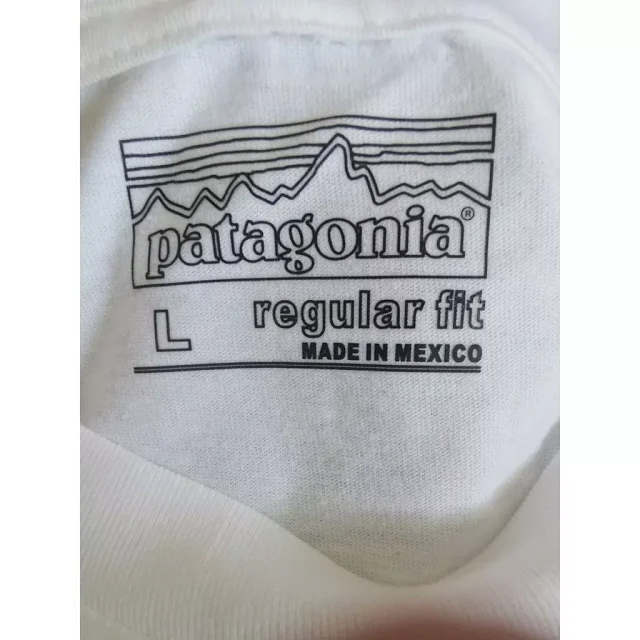 patagonia®
L regular fit
MADE IN MEXICO